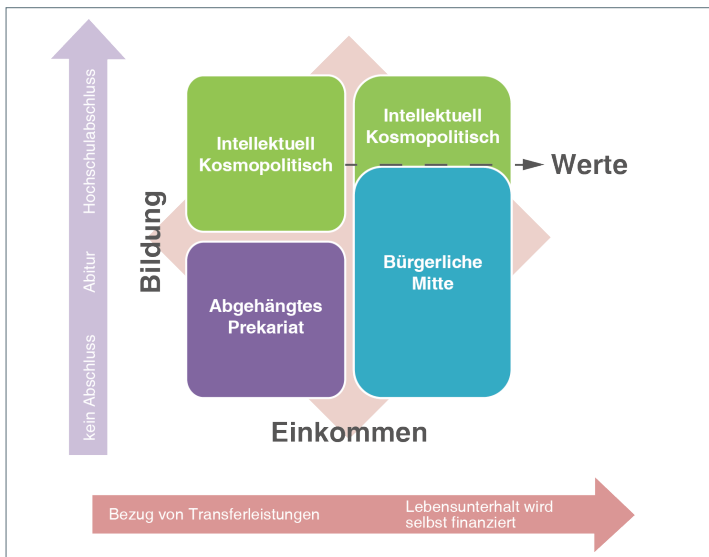 Hochschulabschluss
Abitur
kein Abschluss
Bildung
Intellektuell
Kosmopolitisch
Intellektuell
Kosmopolitisch
Werte
Abgehängtes
Prekariat
Bürgerliche
Mitte
Einkommen
Bezug von Transferleistungen
Lebensunterhalt wird
selbst finanziert